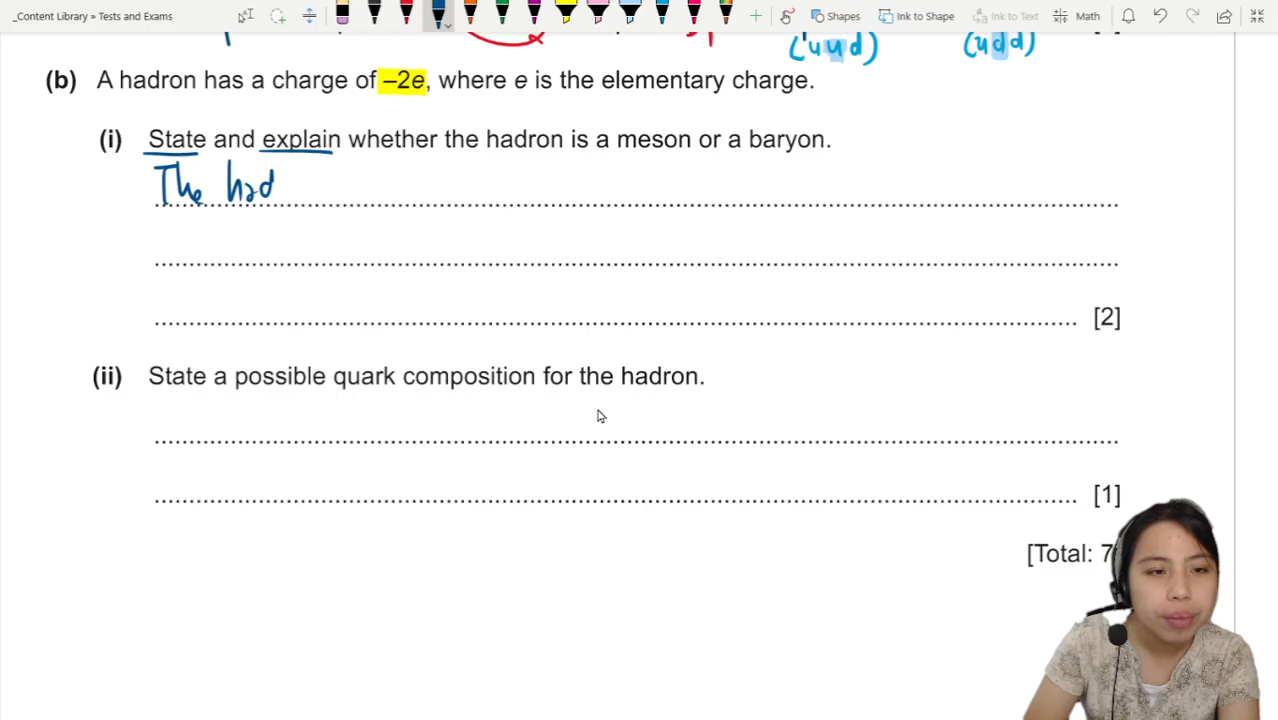 _Content Library » Tests and Exams
Shapes
Ink to Shape
Ink to Text
Math
(uud)
(udd)
(b) A hadron has a charge of –2e, where e is the elementary charge.
(i) State and explain whether the hadron is a meson or a baryon.
The had
[2]
(ii) State a possible quark composition for the hadron.
[1]
[Total: 7